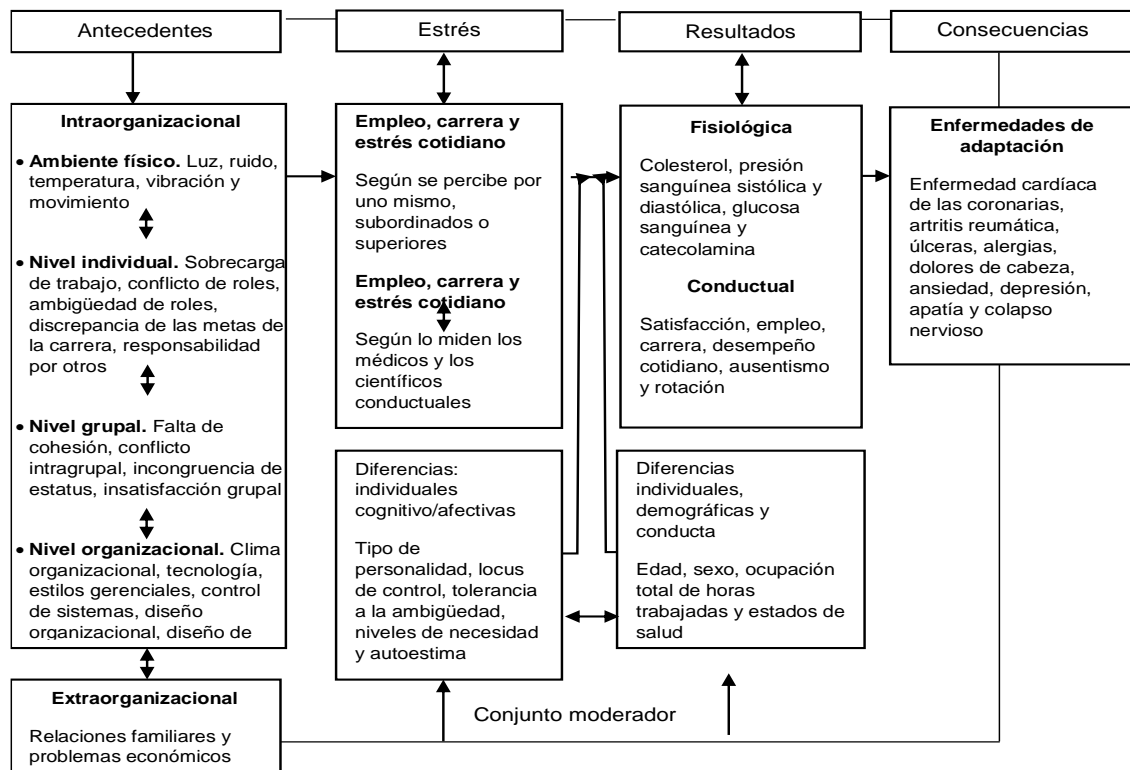 Antecedentes
Estrés
Resultados
Consecuencias
Intraorganizacional
• Ambiente físico. Luz, ruido,
temperatura, vibración y
movimiento
• Nivel individual. Sobrecarga
de trabajo, conflicto de roles,
ambigüedad de roles,
discrepancia de las metas de
la carrera, responsabilidad
por otros
• Nivel grupal. Falta de
cohesión, conflicto
intragrupal, incongruencia de
estatus, insatisfacción grupal
• Nivel organizacional. Clima
organizacional, tecnología,
estilos gerenciales, control
de sistemas, diseño
organizacional, diseño de
Extraorganizacional
Relaciones familiares y
problemas económicos
Empleo, carrera y
estrés cotidiano
Según se percibe por
uno mismo,
subordinados o
superiores
Empleo, carrera y
estrés cotidiano
Según lo miden los
médicos y los
científicos
conductuales
Diferencias:
individuales
cognitivo/afectivas
Tipo de
personalidad, locus
de control, tolerancia
a la ambigüedad,
niveles de necesidad
y autoestima
Fisiológica
Colesterol, presión
sanguínea sistólica y
diastólica, glucosa
sanguínea y
catecolamina
Conductual
Satisfacción, empleo,
carrera, desempeño
cotidiano, ausentismo
y rotación
Diferencias
individuales,
demográficas y
conducta
Edad, sexo, ocupación
total de horas
trabajadas y estados de
salud
Enfermedades de
adaptación
Enfermedad cardíaca
de las coronarias,
artritis reumática,
úlceras, alergias,
dolores de cabeza,
ansiedad, depresión,
apatía y colapso
nervioso
Conjunto moderador